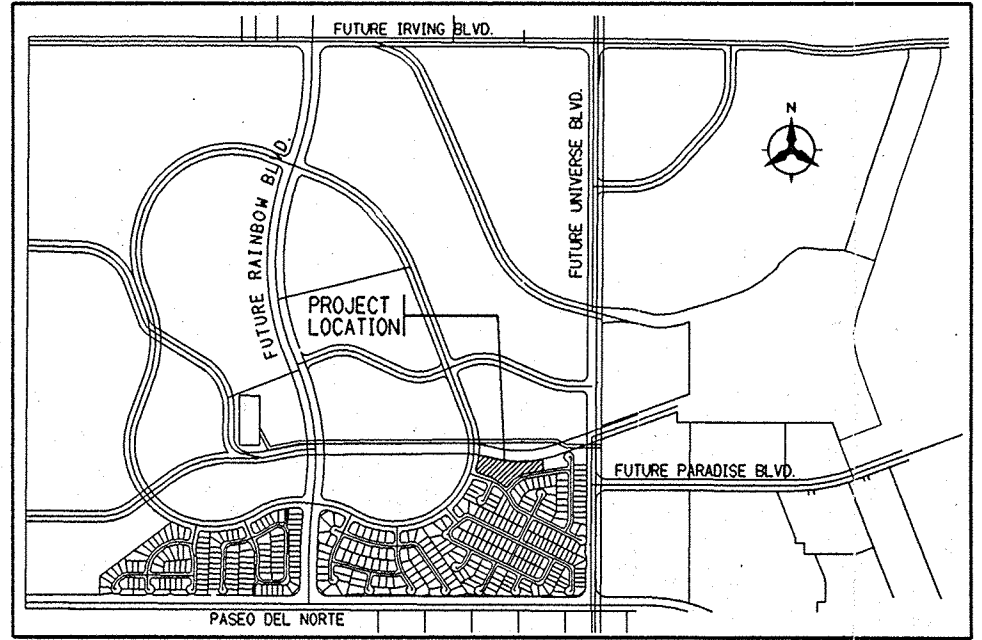 FUTURE IRVING BLVD.
N
FUTURE UNIVERSE BLVD.
FUTURE RAINBOW BLVD.
PROJECT
LOCATION
FUTURE PARADISE BLVD.
PASEO DEL NORTE